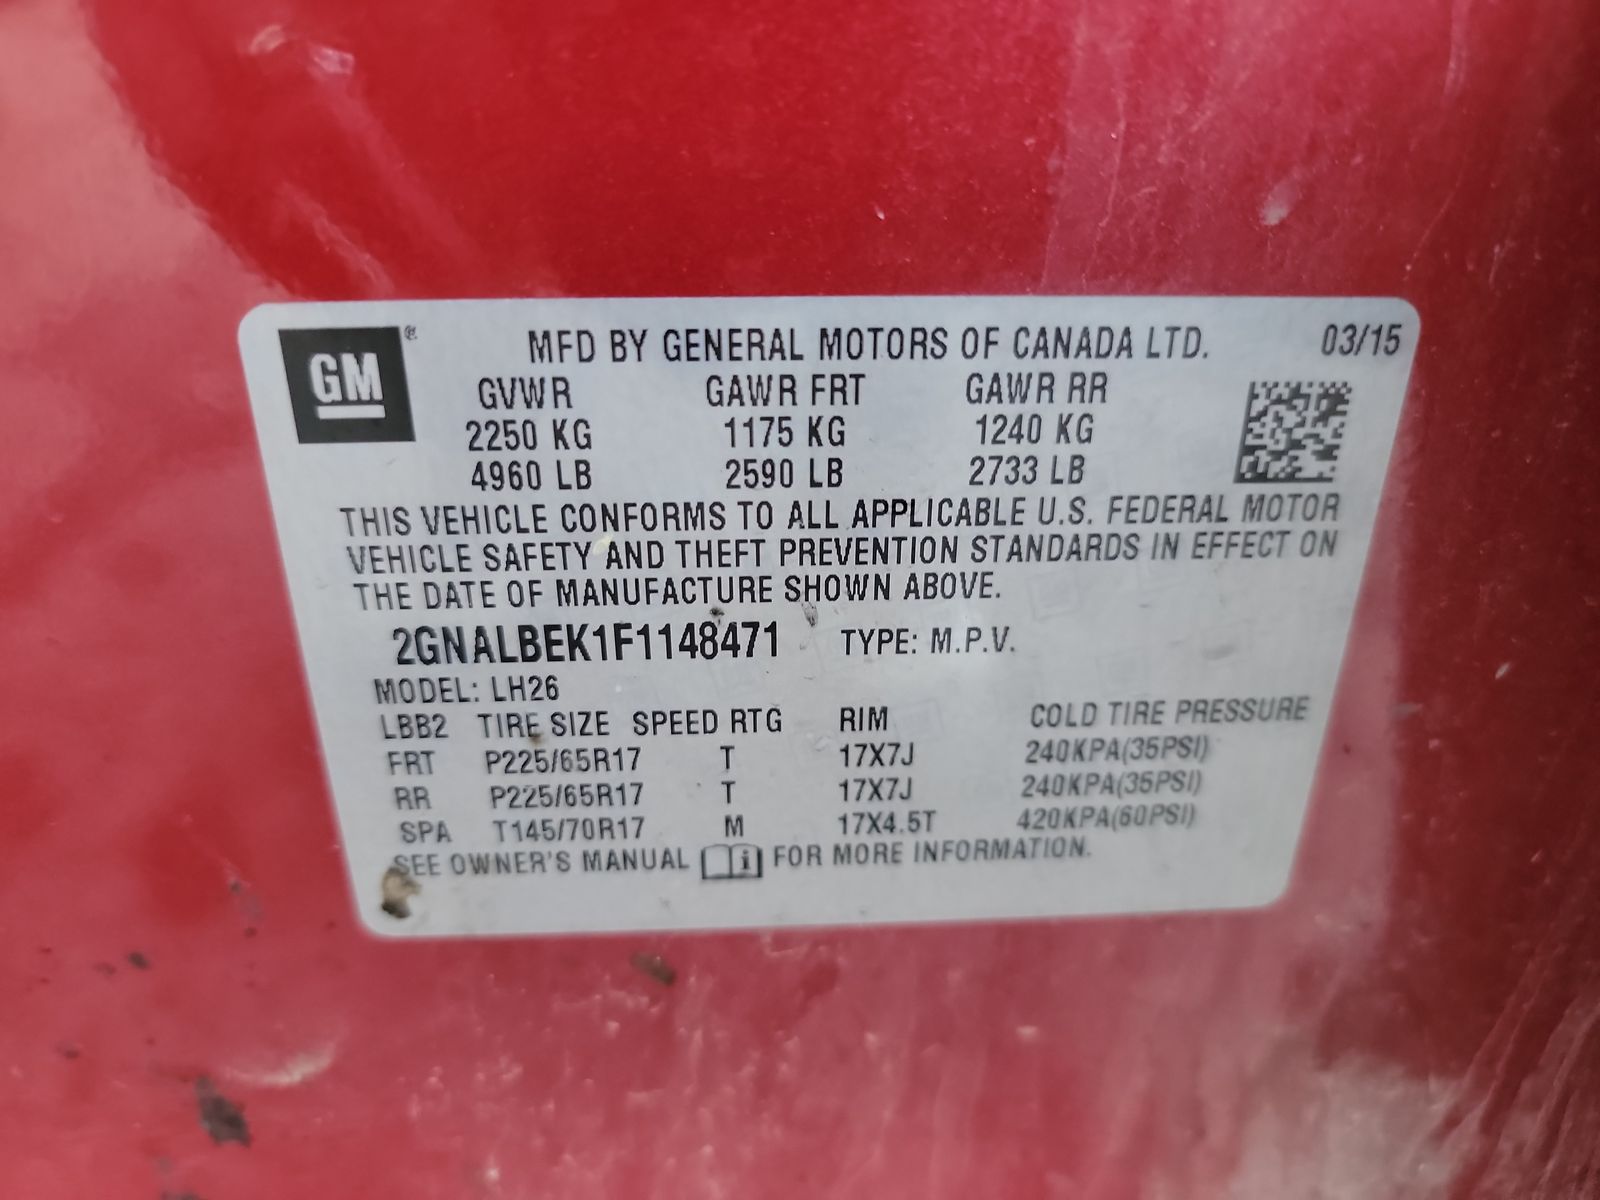 GM ®
MFD BY GENERAL MOTORS OF CANADA LTD. 03/15
GVWR GAWR FRT GAWR RR
2250 KG 1175 KG 1240 KG
4960 LB 2590 LB 2733 LB
THIS VEHICLE CONFORMS TO ALL APPLICABLE U.S. FEDERAL MOTOR
VEHICLE SAFETY AND THEFT PREVENTION STANDARDS IN EFFECT ON
THE DATE OF MANUFACTURE SHOWN ABOVE.
2GNALBEK1F1148471 TYPE: M.P.V.
MODEL: LH26
LBB2 TIRE SIZE SPEED RTG RIM COLD TIRE PRESSURE
FRT P225/65R17 T 17X7J 240KPA(35PSI)
RR P225/65R17 T 17X7J 240KPA(35PSI)
SPA T145/70R17 M 17X4.5T 420KPA(60PSI)
SEE OWNER'S MANUAL i FOR MORE INFORMATION.